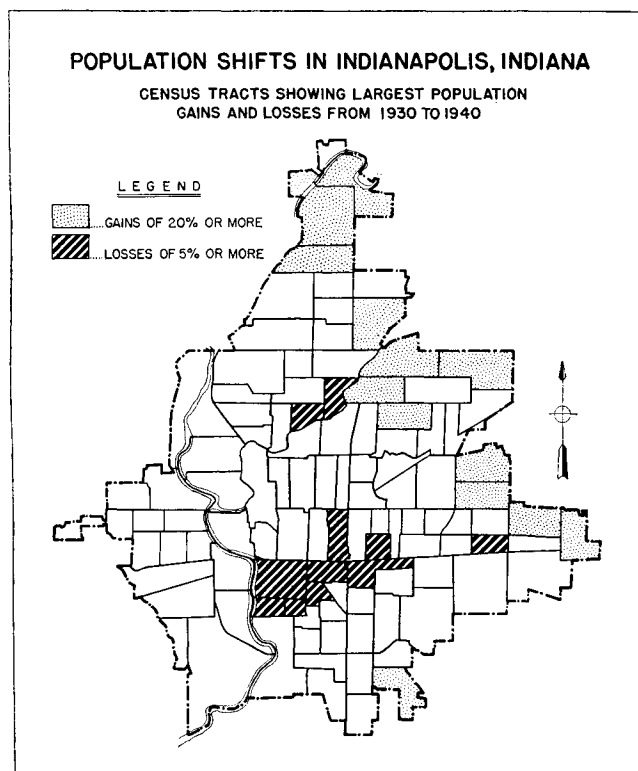 POPULATION SHIFTS IN INDIANAPOLIS, INDIANA
CENSUS TRACTS SHOWING LARGEST POPULATION
GAINS AND LOSSES FROM 1930 TO 1940
LEGEND
....GAINS OF 20% OR MORE
....LOSSES OF 5% OR MORE